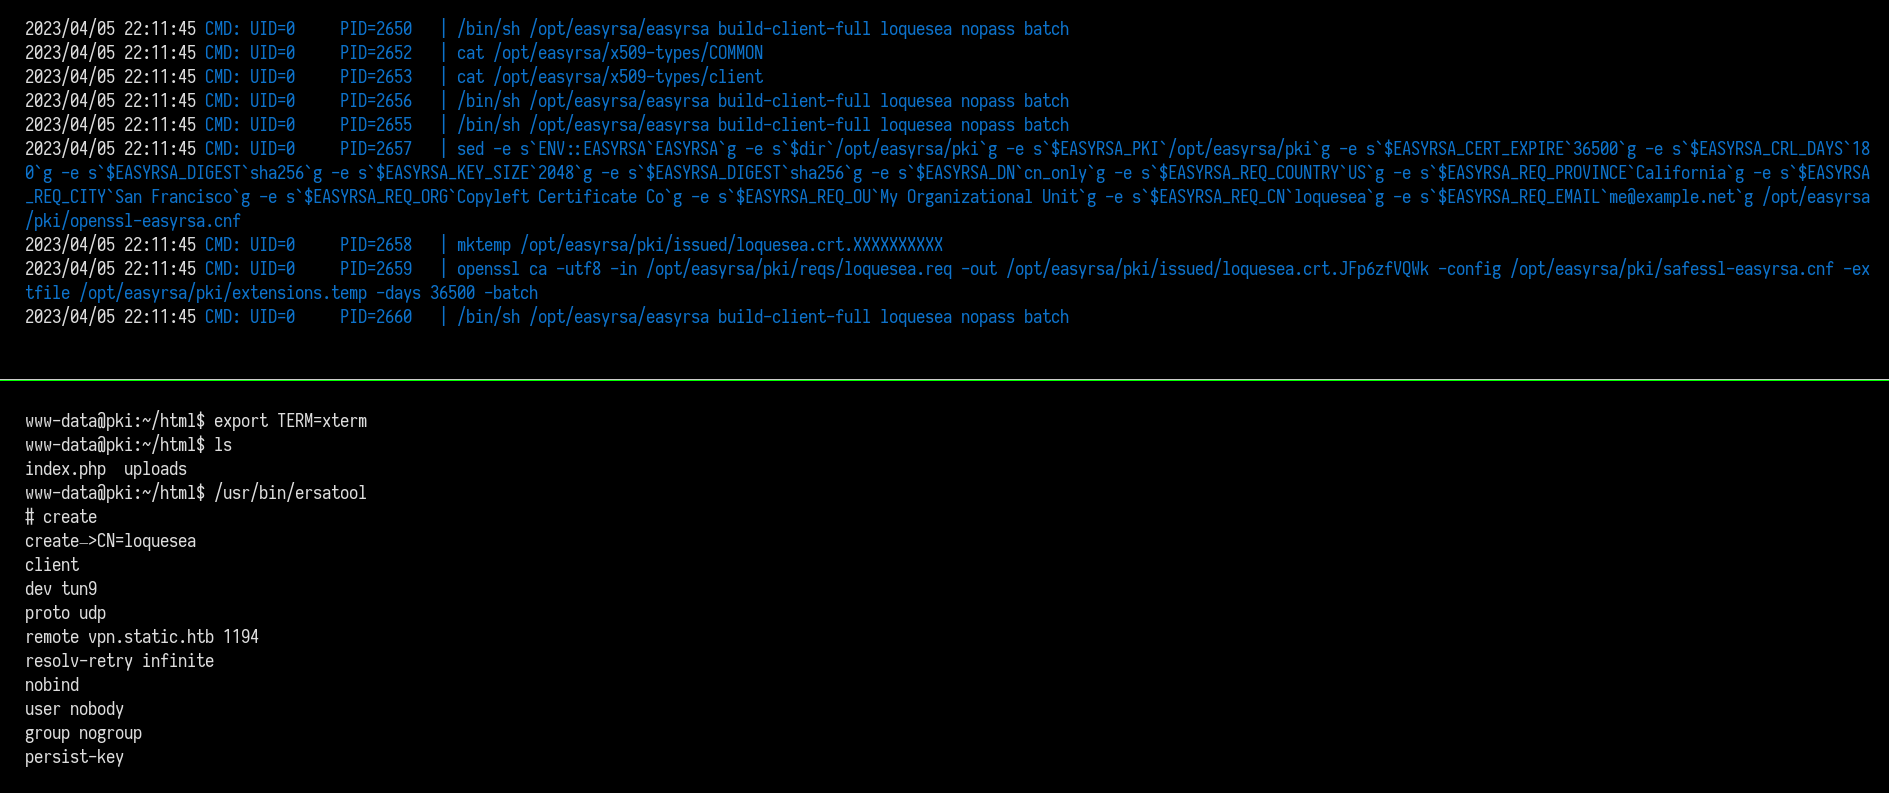 2023/04/05 22:11:45 CMD: UID=0     PID=2650   | /bin/sh /opt/easyrsa/easyrsa build-client-full loquesea nopass batch
2023/04/05 22:11:45 CMD: UID=0     PID=2652   | cat /opt/easyrsa/x509-types/COMMON
2023/04/05 22:11:45 CMD: UID=0     PID=2653   | cat /opt/easyrsa/x509-types/client
2023/04/05 22:11:45 CMD: UID=0     PID=2656   | /bin/sh /opt/easyrsa/easyrsa build-client-full loquesea nopass batch
2023/04/05 22:11:45 CMD: UID=0     PID=2655   | /bin/sh /opt/easyrsa/easyrsa build-client-full loquesea nopass batch
2023/04/05 22:11:45 CMD: UID=0     PID=2657   | sed -e s`ENV::EASYRSA`EASYRSA`g -e s`$dir`/opt/easyrsa/pki`g -e s`$EASYRSA_PKI`/opt/easyrsa/pki`g -e s`$EASYRSA_CERT_EXPIRE`36500`g -e s`$EASYRSA_CRL_DAYS`18
0`g -e s`$EASYRSA_DIGEST`sha256`g -e s`$EASYRSA_KEY_SIZE`2048`g -e s`$EASYRSA_DIGEST`sha256`g -e s`$EASYRSA_DN`cn_only`g -e s`$EASYRSA_REQ_COUNTRY`US`g -e s`$EASYRSA_REQ_PROVINCE`California`g -e s`$EASYRSA
_REQ_CITY`San Francisco`g -e s`$EASYRSA_REQ_ORG`Copyleft Certificate Co`g -e s`$EASYRSA_REQ_OU`My Organizational Unit`g -e s`$EASYRSA_REQ_CN`loquesea`g -e s`$EASYRSA_REQ_EMAIL`me@example.net`g /opt/easyrsa
/pki/openssl-easyrsa.cnf
2023/04/05 22:11:45 CMD: UID=0     PID=2658   | mktemp /opt/easyrsa/pki/issued/loquesea.crt.XXXXXXXXXX
2023/04/05 22:11:45 CMD: UID=0     PID=2659   | openssl ca -utf8 -in /opt/easyrsa/pki/reqs/loquesea.req -out /opt/easyrsa/pki/issued/loquesea.crt.JFp6zfVQWk -config /opt/easyrsa/pki/safessl-easyrsa.cnf -ex
tfile /opt/easyrsa/pki/extensions.temp -days 36500 -batch
2023/04/05 22:11:45 CMD: UID=0     PID=2660   | /bin/sh /opt/easyrsa/easyrsa build-client-full loquesea nopass batch
www-data@pki:~/html$ export TERM=xterm
www-data@pki:~/html$ ls
index.php  uploads
www-data@pki:~/html$ /usr/bin/ersatool
# create
create->CN=loquesea
client
dev tun9
proto udp
remote vpn.static.htb 1194
resolv-retry infinite
nobind
user nobody
group nogroup
persist-key